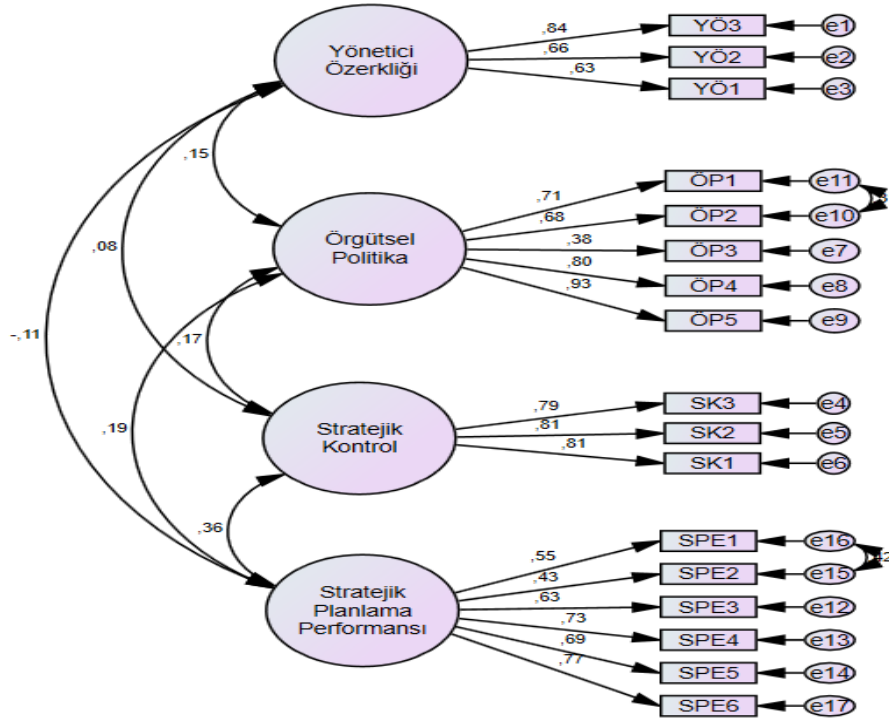 Yönetici
Özerkliği
,84
,66
,63
YÖ3
YÖ2
YÖ1
e1
e2
e3
,15
,08
-,11
Örgütsel
Politika
,71
,68
,38
,80
,93
ÖP1
ÖP2
ÖP3
ÖP4
ÖP5
e11
e10
e7
e8
e9
,17
,19
Stratejik
Kontrol
,79
,81
,81
SK3
SK2
SK1
e4
e5
e6
,36
Stratejik
Planlama
Performansı
,55
,43
,63
,73
,69
,77
SPE1
SPE2
SPE3
SPE4
SPE5
SPE6
e16
e15
e12
e13
e14
e17
,42